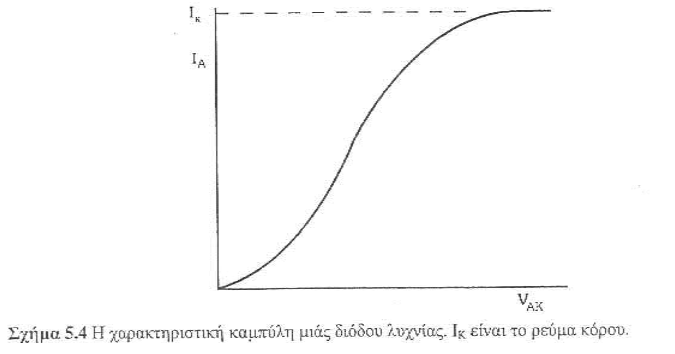 Iκ
IA
VAK
Σχήμα 5.4 Η χαρακτηριστική καμπύλη μιάς διόδου λυχνίας. IK είναι το ρεύμα κόρου.